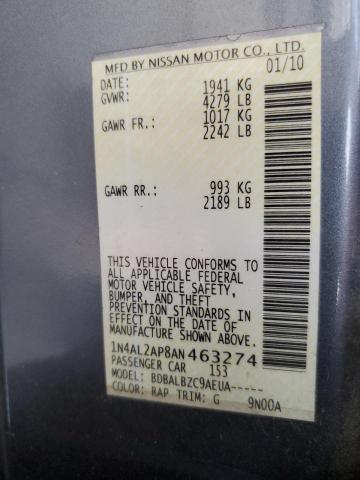 MFD BY NISSAN MOTOR CO., LTD.
DATE: 01/10
GVWR: 1941 KG
4279 LB
GAWR FR.: 1017 KG
2242 LB
GAWR RR.: 993 KG
2189 LB
THIS VEHICLE CONFORMS TO
ALL APPLICABLE FEDERAL
MOTOR VEHICLE SAFETY,
BUMPER, AND THEFT
PREVENTION STANDARDS IN
EFFECT ON THE DATE OF
MANUFACTURE SHOWN ABOVE.
1N4AL2AP8AN463274
PASSENGER CAR 153
MODEL: BDBALBZC9AEUA-----
COLOR: RAP TRIM: G 9N00A